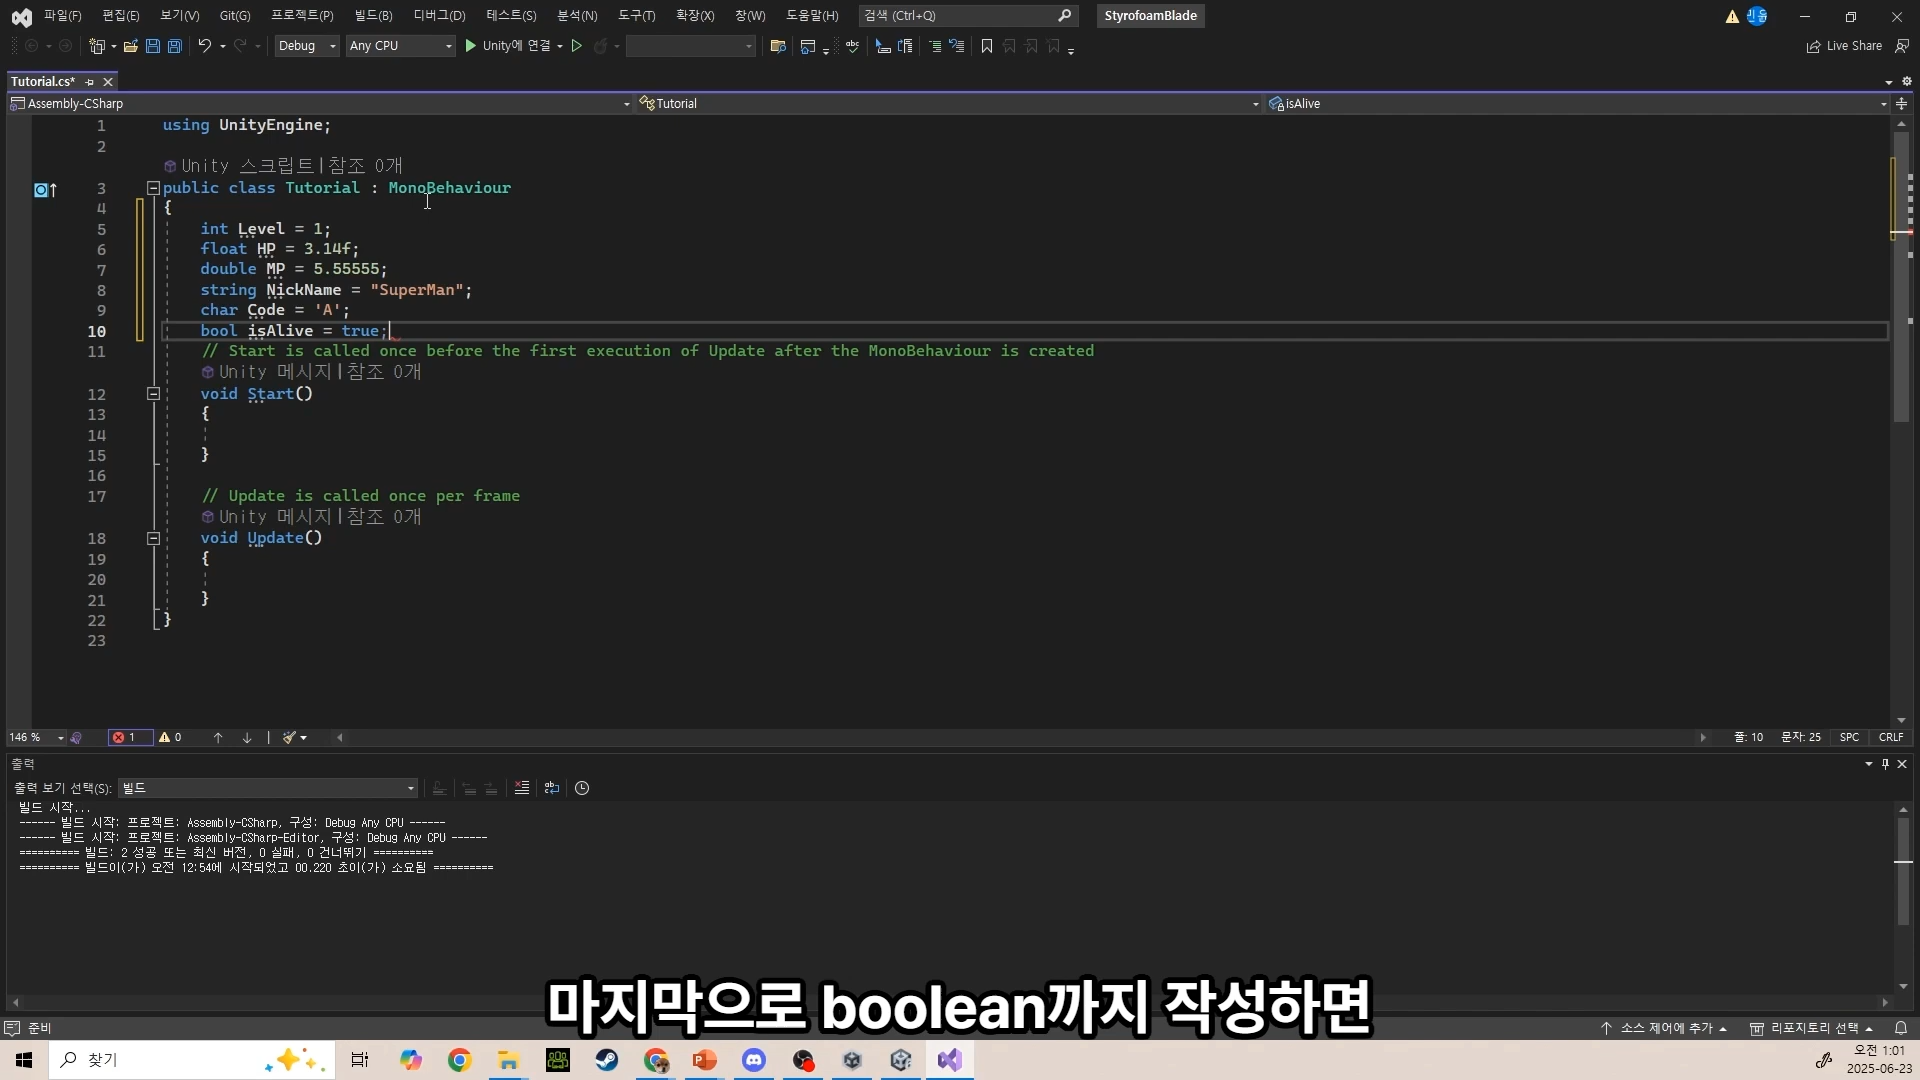 파일(F) 편집(E) 보기(V) Git(G) 프로젝트(P) 빌드(B) 디버그(D) 테스트(S) 분석(N) 도구(T) 확장(X) 창(W) 도움말(H) 검색 (Ctrl+Q) StyrofoamBlade
Debug Any CPU Unity에 연결 Live Share
Tutorial.cs*
Assembly-CSharp Tutorial isAlive
1 using UnityEngine;
2
Unity 스크립트|참조 0개
3 public class Tutorial : MonoBehaviour
4 {
5 int Level = 1;
6 float HP = 3.14f;
7 double MP = 5.55555;
8 string NickName = "SuperMan";
9 char Code = 'A';
10 bool isAlive = true;
11 // Start is called once before the first execution of Update after the MonoBehaviour is created
Unity 메시지|참조 0개
12 void Start()
13 {
14
15 }
16
17 // Update is called once per frame
Unity 메시지|참조 0개
18 void Update()
19 {
20
21 }
22 }
23
146 % 1 0 줄: 10 문자: 25 SPC CRLF
출력
출력 보기 선택(S): 빌드
빌드 시작...
------ 빌드 시작: 프로젝트: Assembly-CSharp, 구성: Debug Any CPU ------
------ 빌드 시작: 프로젝트: Assembly-CSharp-Editor, 구성: Debug Any CPU ------
========== 빌드: 2 성공 또는 최신 버전, 0 실패, 0 건너뛰기 ==========
========== 빌드이(가) 오전 12:54에 시작되었고 00.220 초이(가) 소요됨 ==========
마지막으로 boolean까지 작성하면
준비 소스 제어에 추가 리포지토리 선택
찾기 오전 1:01
2025-06-23